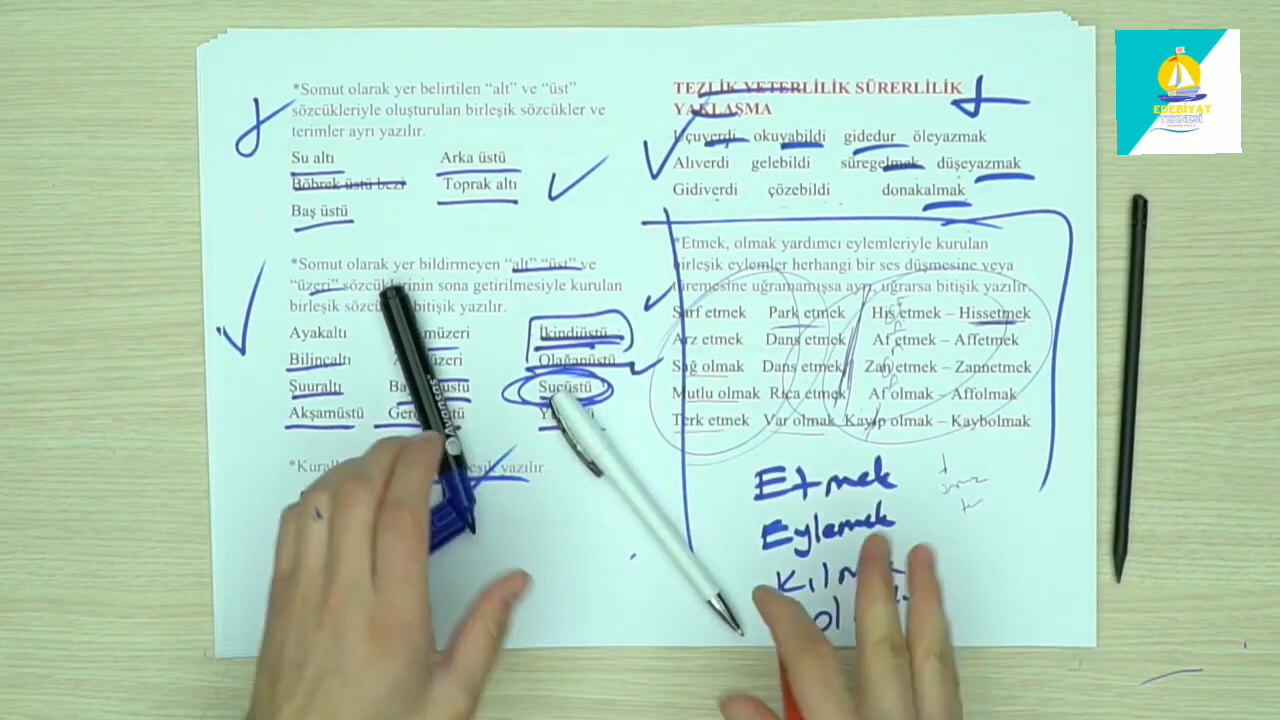 *Somut olarak yer belirtilen “alt” ve “üst”
sözcükleriyle oluşturulan birleşik sözcükler ve
terimler ayrı yazılır.
Su altı Arka üstü
Böbrek üstü bezi Toprak altı
Baş üstü
*Somut olarak yer bildirmeyen “alt” “üst” ve
“üzeri” sözcüklerinin sona getirilmesiyle kurulan
birleşik bitişik yazılır.
Ayakaltı İkindiüstü
Bilinçaltı Olağanüstü
Şuuraltı Suçüstü
Akşamüstü
yazılır.
TEZLİK YETERLİLİK SÜRERLİLİK
YAKLAŞMA
Uçuverdi okuyabildi gidedur öleyazmak
Alıverdi gelebildi süregelmek düşeyazmak
Gidiverdi çözebildi donakalmak
*Etmek, olmak yardımcı eylemleriyle kurulan
birleşik eylemler herhangi bir ses düşmesine veya
türemesine uğramamışsa ayrı, uğrarsa bitişik yazılır.
Sarf etmek Park etmek His etmek – Hissetmek
Arz etmek Dans etmek Af etmek – Affetmek
Sağ olmak Dans etmek Zan etmek – Zannetmek
Mutlu olmak Rica etmek Af olmak – Affolmak
Terk etmek Var olmak Kayıp olmak – Kaybolmak
Etmek
Eylemek
EDEBİYAT
TEKNESİ